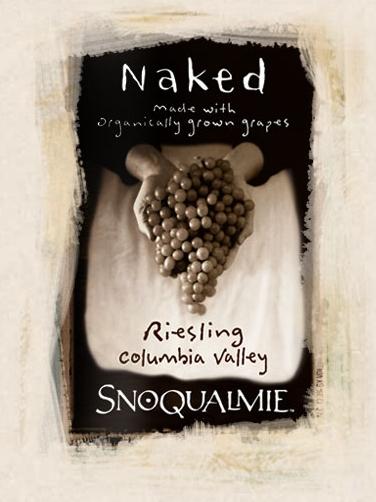 Naked
made with
organically grown grapes
Riesling
Columbia Valley
SNOQUALMIE